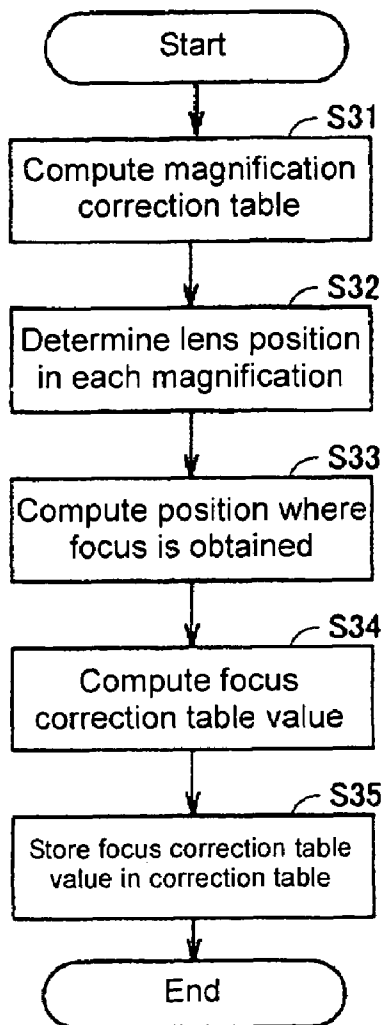 Start
S31
Compute magnification
correction table
S32
Determine lens position
in each magnification
S33
Compute position where
focus is obtained
S34
Compute focus
correction table value
S35
Store focus correction table
value in correction table
End